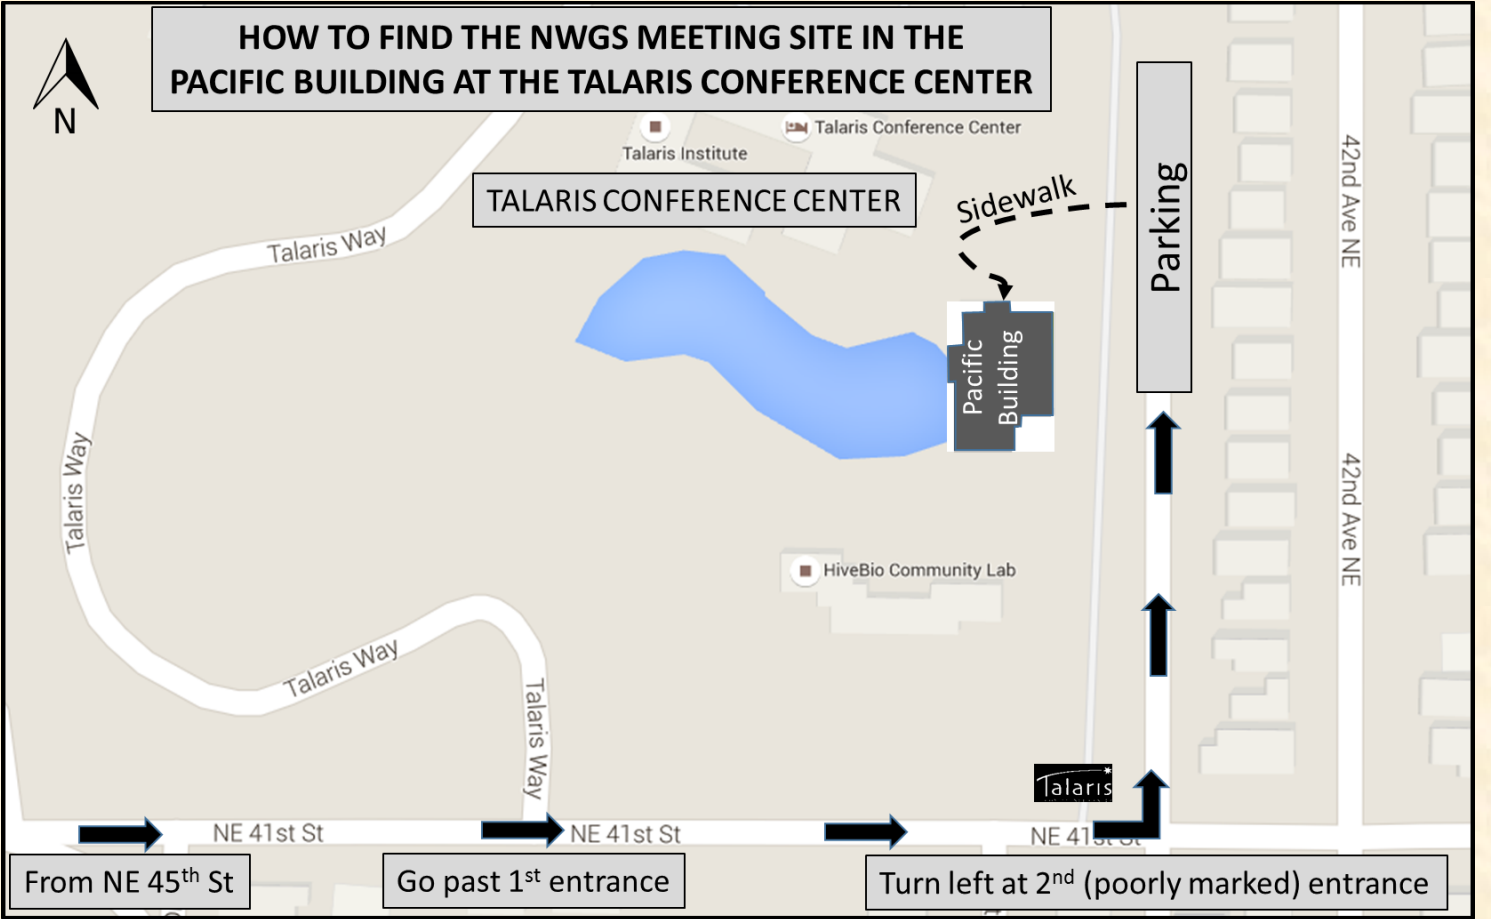 HOW TO FIND THE NWGS MEETING SITE IN THE
PACIFIC BUILDING AT THE TALARIS CONFERENCE CENTER
N
Talaris Institute
Talaris Conference Center
TALARIS CONFERENCE CENTER
Sidewalk
Parking
42nd Ave NE
Talaris Way
Pacific
Building
Talaris Way
42nd Ave NE
HiveBio Community Lab
Talaris Way
Talaris Way
Talaris
NE 41st St
NE 41st St
NE 41st St
From NE 45th St
Go past 1st entrance
Turn left at 2nd (poorly marked) entrance